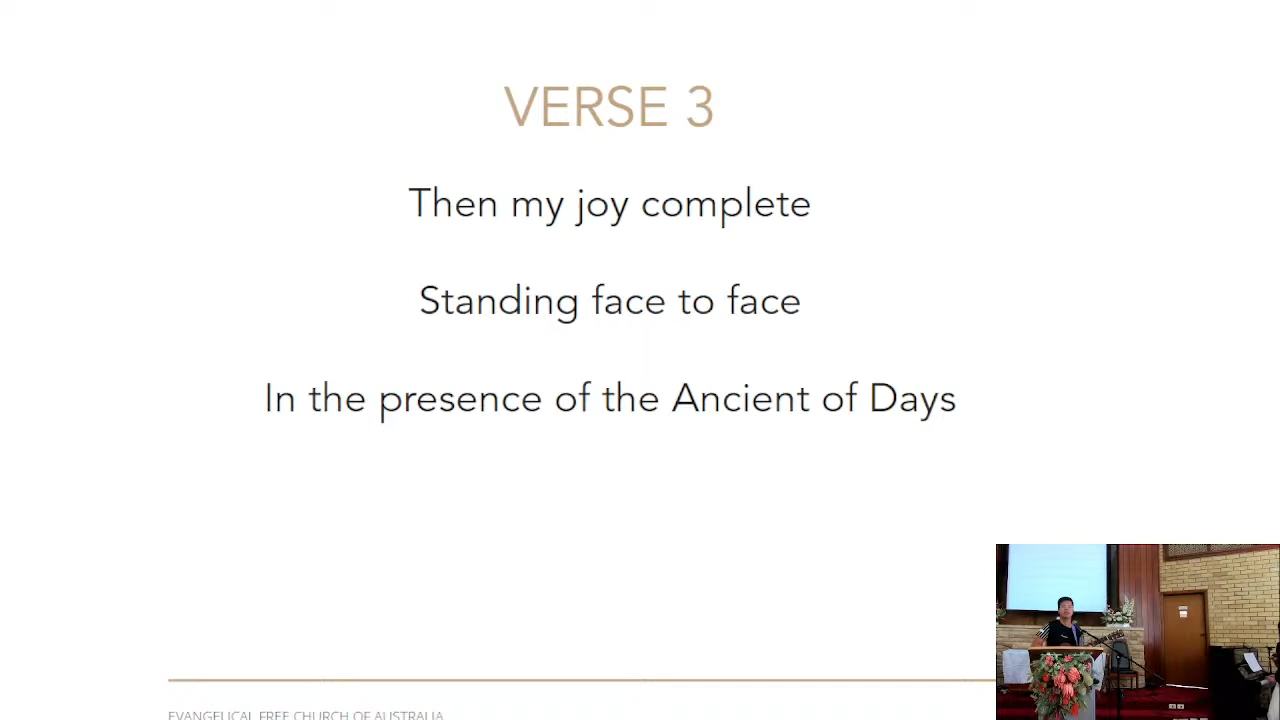 VERSE 3
Then my joy complete
Standing face to face
In the presence of the Ancient of Days
EVANGELICAL FREE CHURCH OF AUSTRALIA